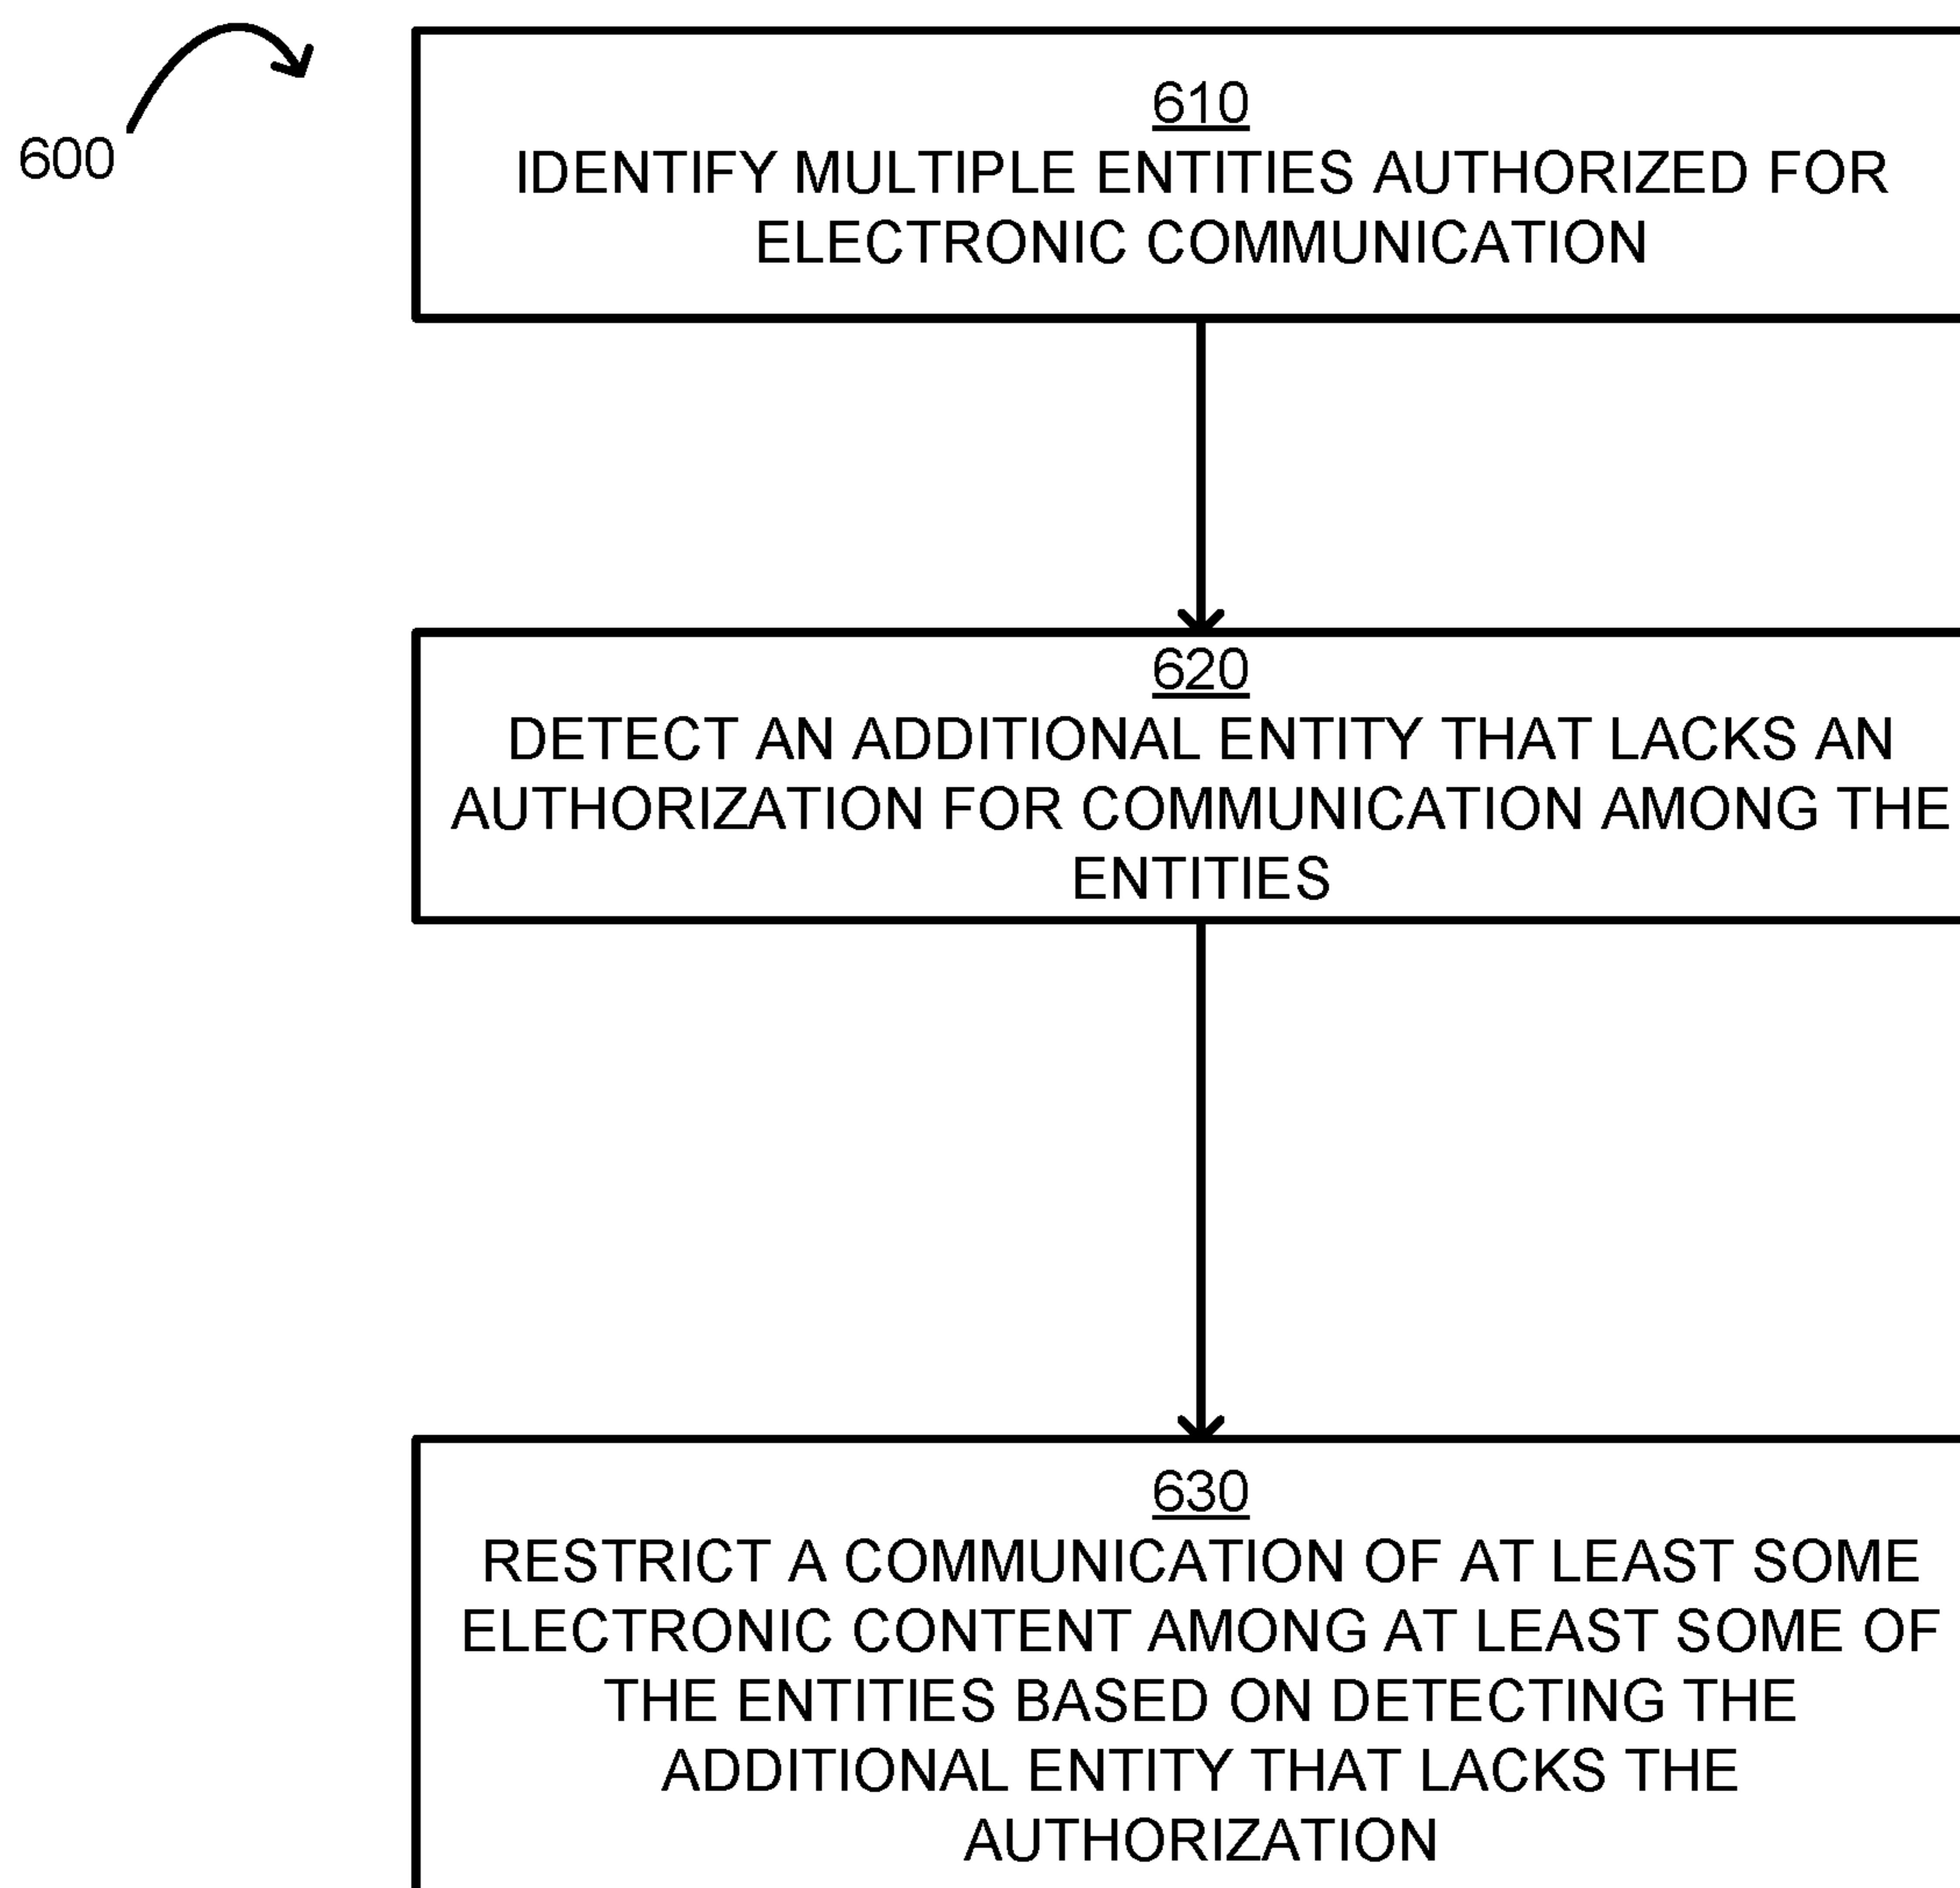 600
610
IDENTIFY MULTIPLE ENTITIES AUTHORIZED FOR
ELECTRONIC COMMUNICATION
620
DETECT AN ADDITIONAL ENTITY THAT LACKS AN
AUTHORIZATION FOR COMMUNICATION AMONG THE
ENTITIES
630
RESTRICT A COMMUNICATION OF AT LEAST SOME
ELECTRONIC CONTENT AMONG AT LEAST SOME OF
THE ENTITIES BASED ON DETECTING THE
ADDITIONAL ENTITY THAT LACKS THE
AUTHORIZATION